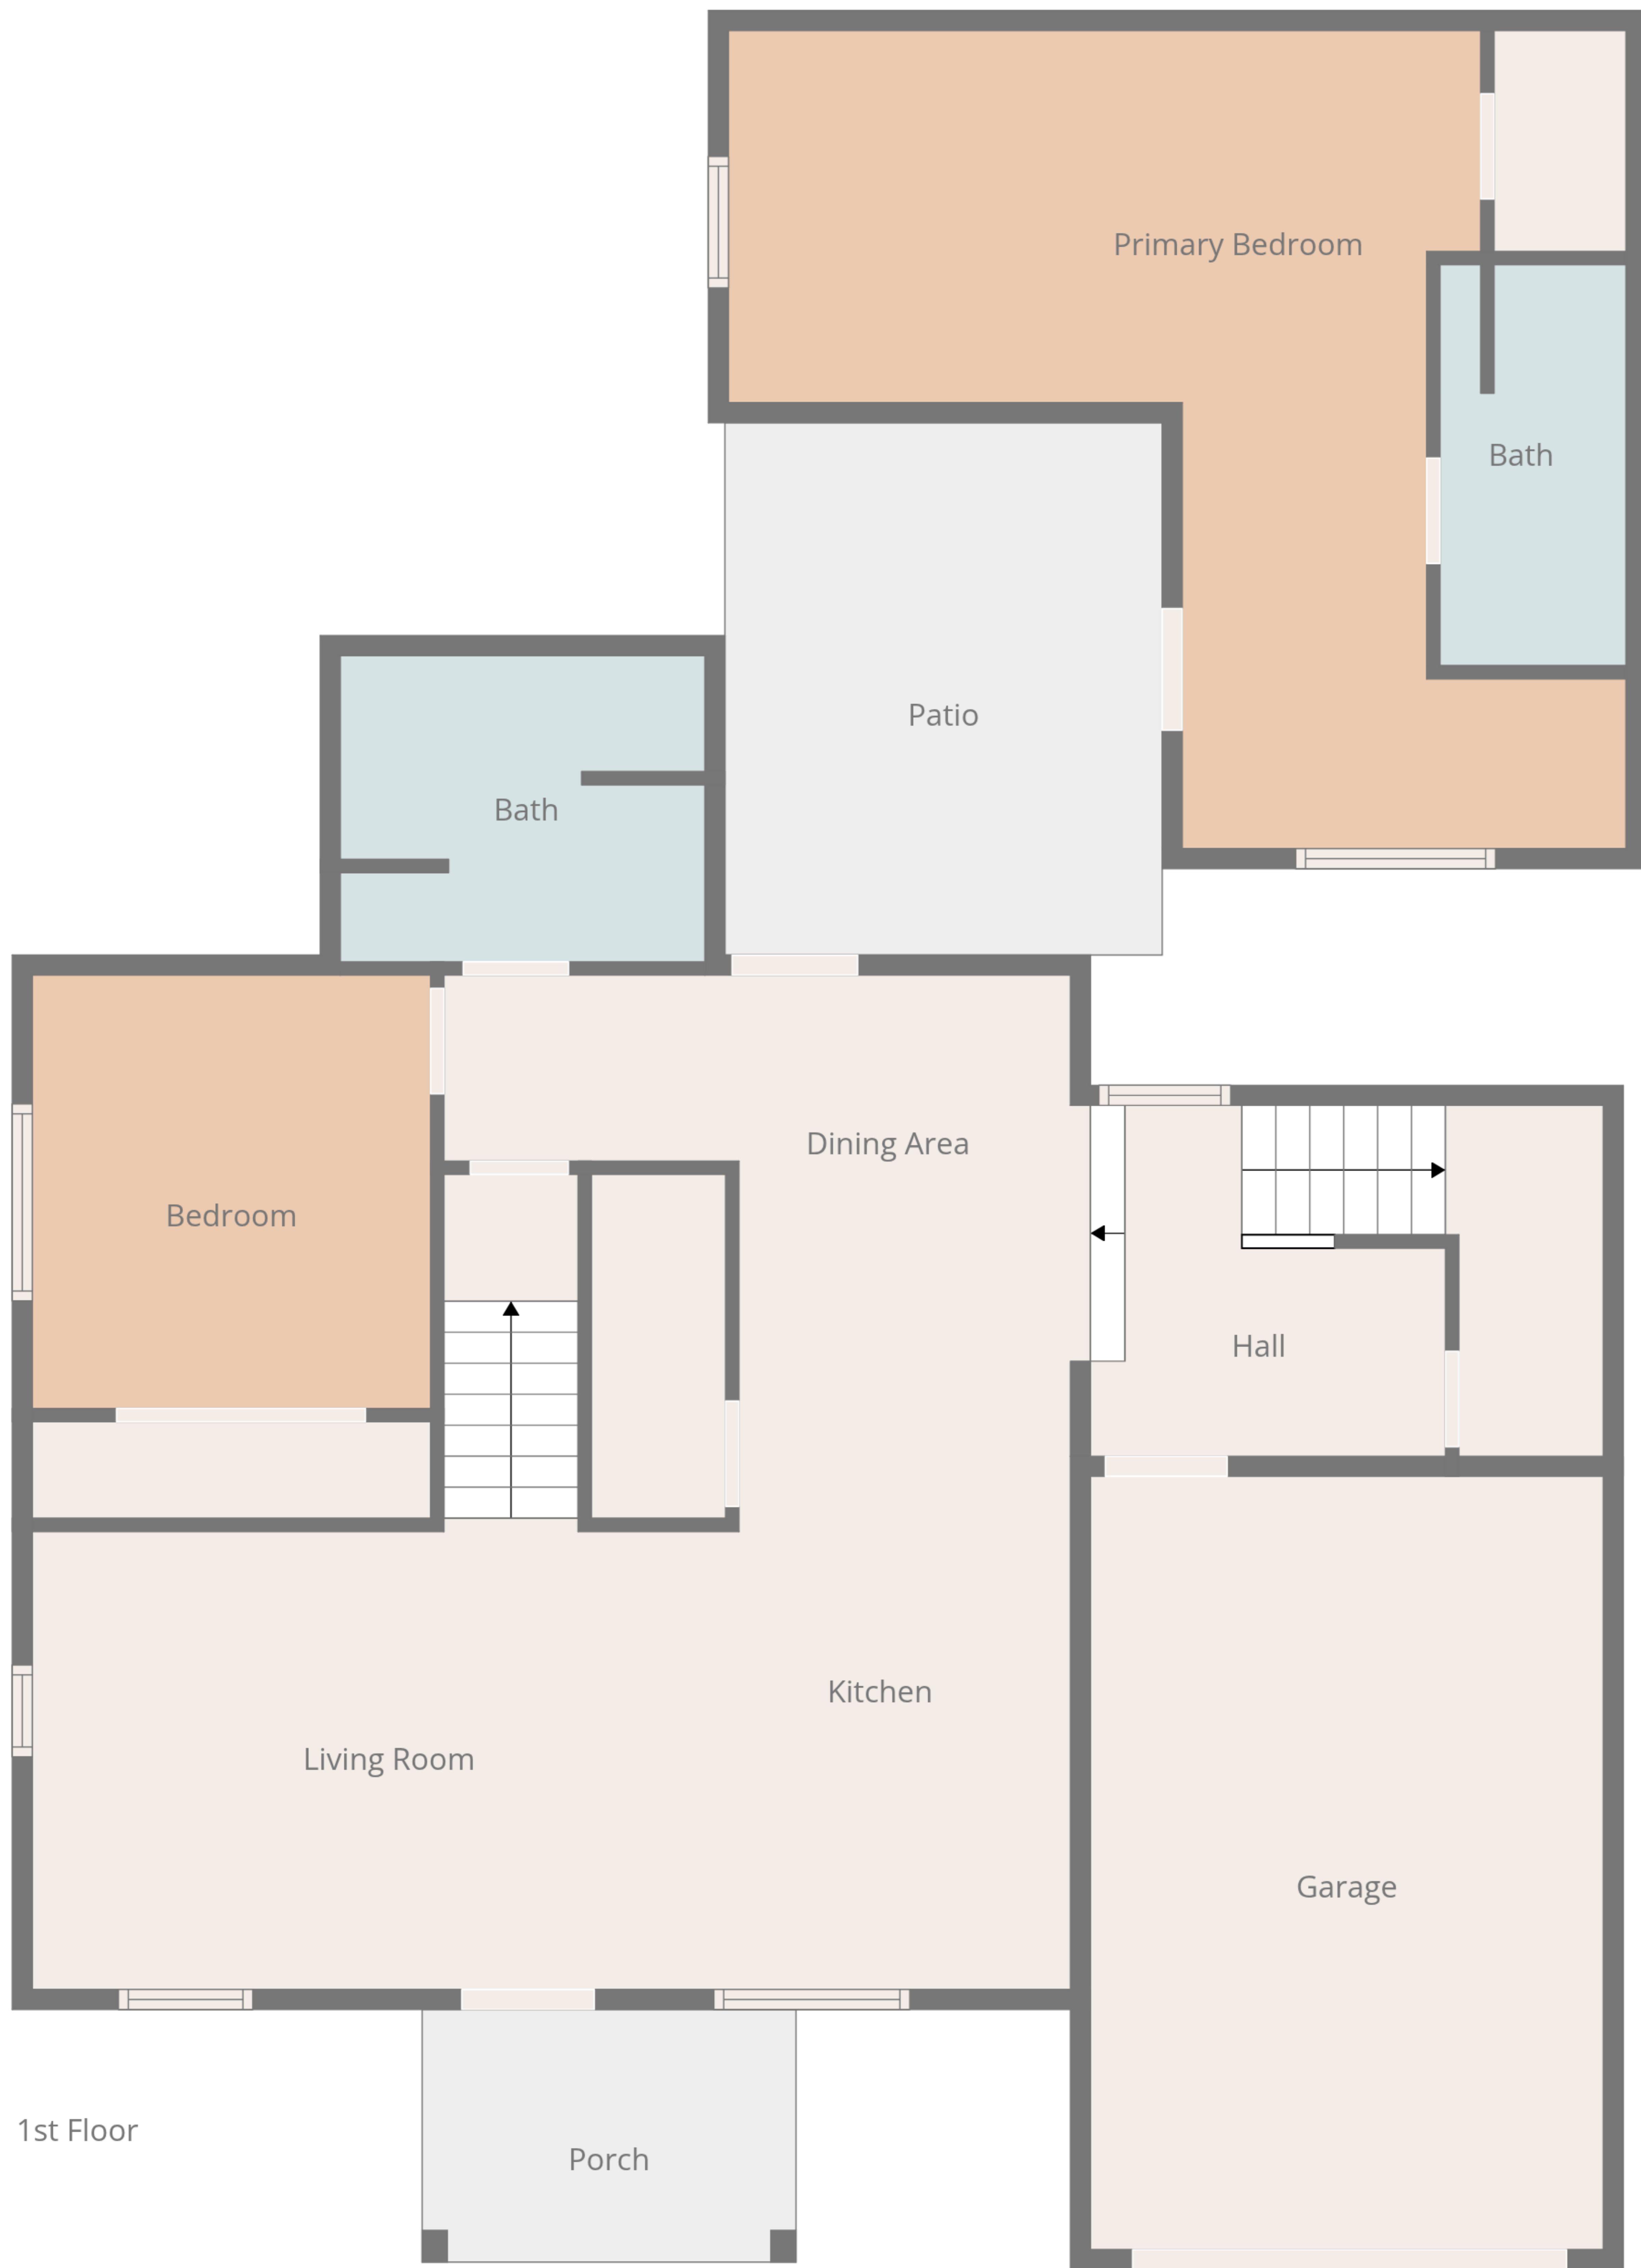 Primary Bedroom
Bath
Patio
Bath
Dining Area
Bedroom
Hall
Kitchen
Living Room
Garage
1st Floor
Porch